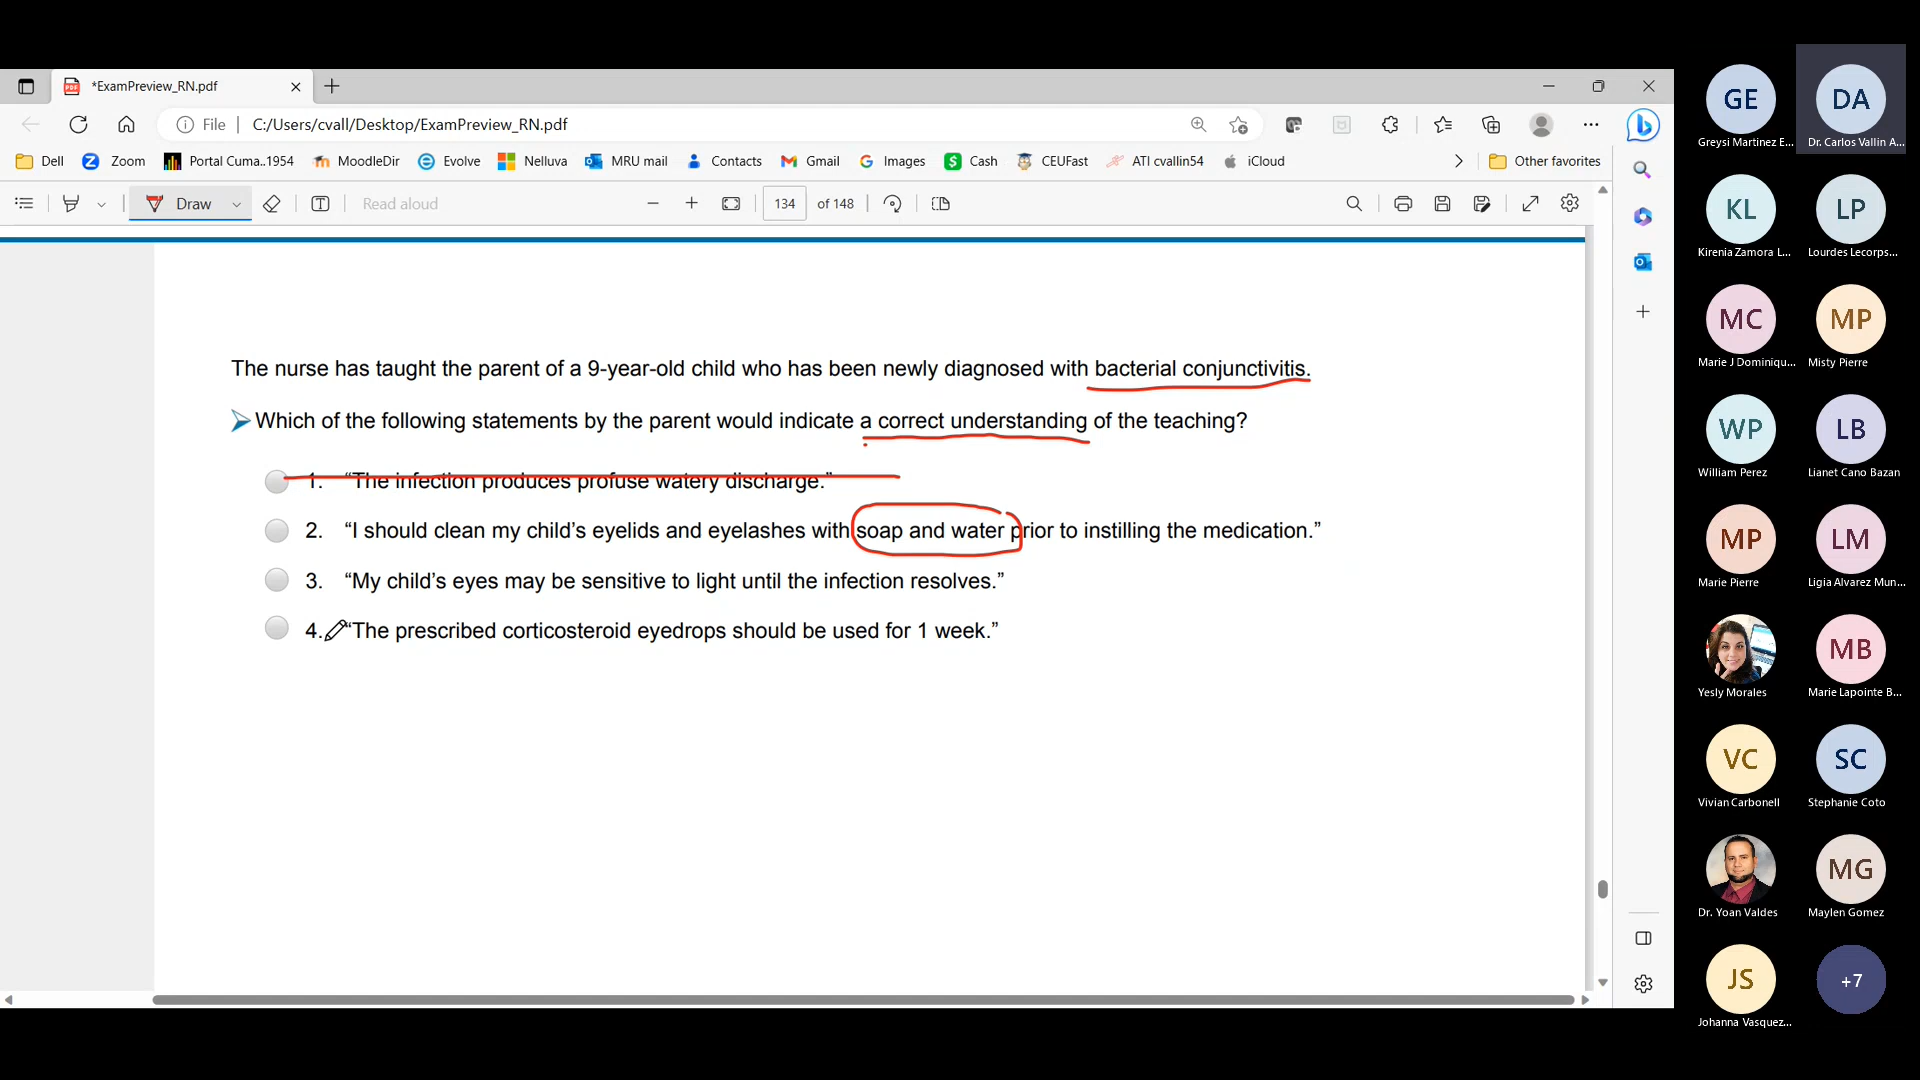 *ExamPreview_RN.pdf
File | C:/Users/cvall/Desktop/ExamPreview_RN.pdf
Dell Zoom Portal Cuma..1954 MoodleDir Evolve Nelluva MRU mail Contacts Gmail Images Cash CEUFast ATI cvallin54 iCloud Other favorites
Draw Read aloud 134 of 148
The nurse has taught the parent of a 9-year-old child who has been newly diagnosed with bacterial conjunctivitis.
Which of the following statements by the parent would indicate a correct understanding of the teaching?
1. “The infection produces profuse watery discharge.”
2. “I should clean my child’s eyelids and eyelashes with soap and water prior to instilling the medication.”
3. “My child’s eyes may be sensitive to light until the infection resolves.”
4. “The prescribed corticosteroid eyedrops should be used for 1 week.”
GE DA
Greysi Martinez E... Dr. Carlos Vallin A...
KL LP
Kirenia Zamora L... Lourdes Lecorps...
MC MP
Marie J Dominiqu... Misty Pierre
WP LB
William Perez Lianet Cano Bazan
MP LM
Marie Pierre Ligia Alvarez Mun...
MB
Yesly Morales Marie Lapointe B...
VC SC
Vivian Carbonell Stephanie Coto
MG
Dr. Yoan Valdes Maylen Gomez
JS +7
Johanna Vasquez...